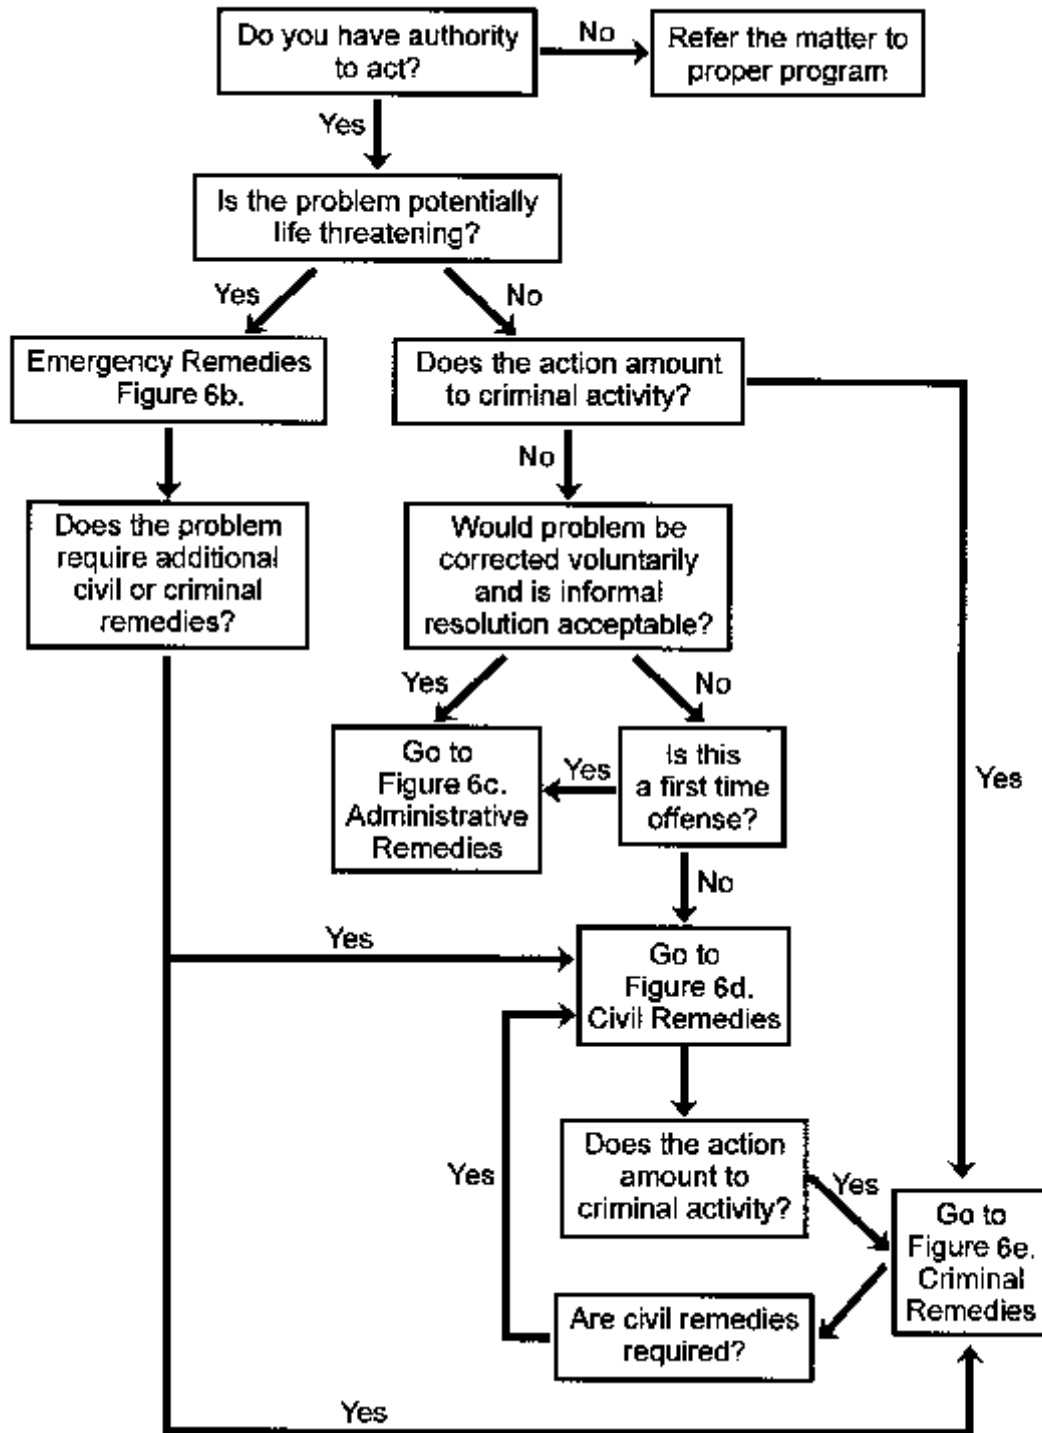 Do you have authority
to act?
No
Refer the matter to
proper program
Yes
Is the problem potentially
life threatening?
Yes
No
Emergency Remedies
Figure 6b.
Does the action amount
to criminal activity?
No
Does the problem
require additional
civil or criminal
remedies?
Would problem be
corrected voluntarily
and is informal
resolution acceptable?
Yes
No
Go to
Figure 6c.
Administrative
Remedies
Yes
Is this
a first time
offense?
Yes
No
Yes
Go to
Figure 6d.
Civil Remedies
Yes
Does the action
amount to
criminal activity?
Yes
Go to
Figure 6e.
Criminal
Remedies
Are civil remedies
required?
Yes